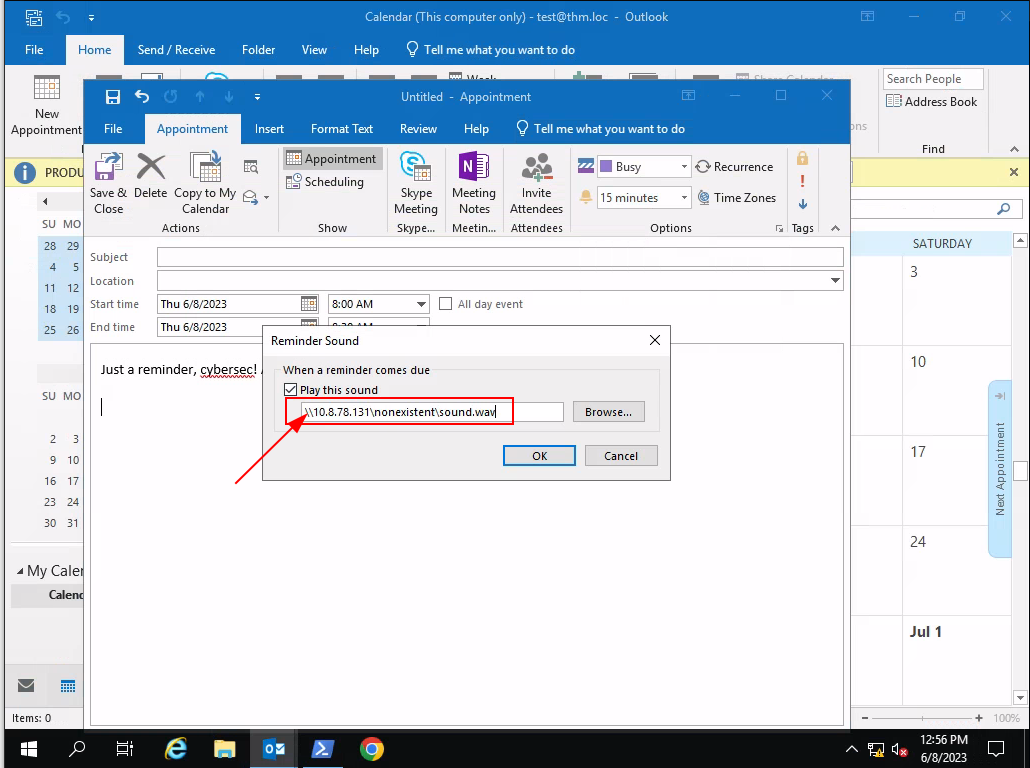 Calendar (This computer only) - test@thm.loc - Outlook
File Home Send / Receive Folder View Help Tell me what you want to do
New
Appointment
Week
Share Calendar
Search People
Address Book
Find
Untitled - Appointment
File Appointment Insert Format Text Review Help Tell me what you want to do
Save &
Close
Delete
Copy to My
Calendar
Actions
Appointment
Scheduling
Show
Skype
Meeting
Skype...
Meeting
Notes
Meetin...
Invite
Attendees
Attendees
Busy
Recurrence
15 minutes
Time Zones
Options
Tags
PRODU
SU MO
28 29
4 5
11 12
18 19
25 26
SU MO
2 3
9 10
16 17
23 24
30 31
My Caler
Calenc
Items: 0
Subject
Location
Start time Thu 6/8/2023 8:00 AM All day event
End time Thu 6/8/2023 8:30 AM
Just a reminder, cybersec!
Reminder Sound
When a reminder comes due
Play this sound
\\10.8.78.131\nonexistent\sound.wav
Browse...
OK Cancel
SATURDAY
3
10
17
24
Jul 1
Next Appointment
100%
12:56 PM
6/8/2023